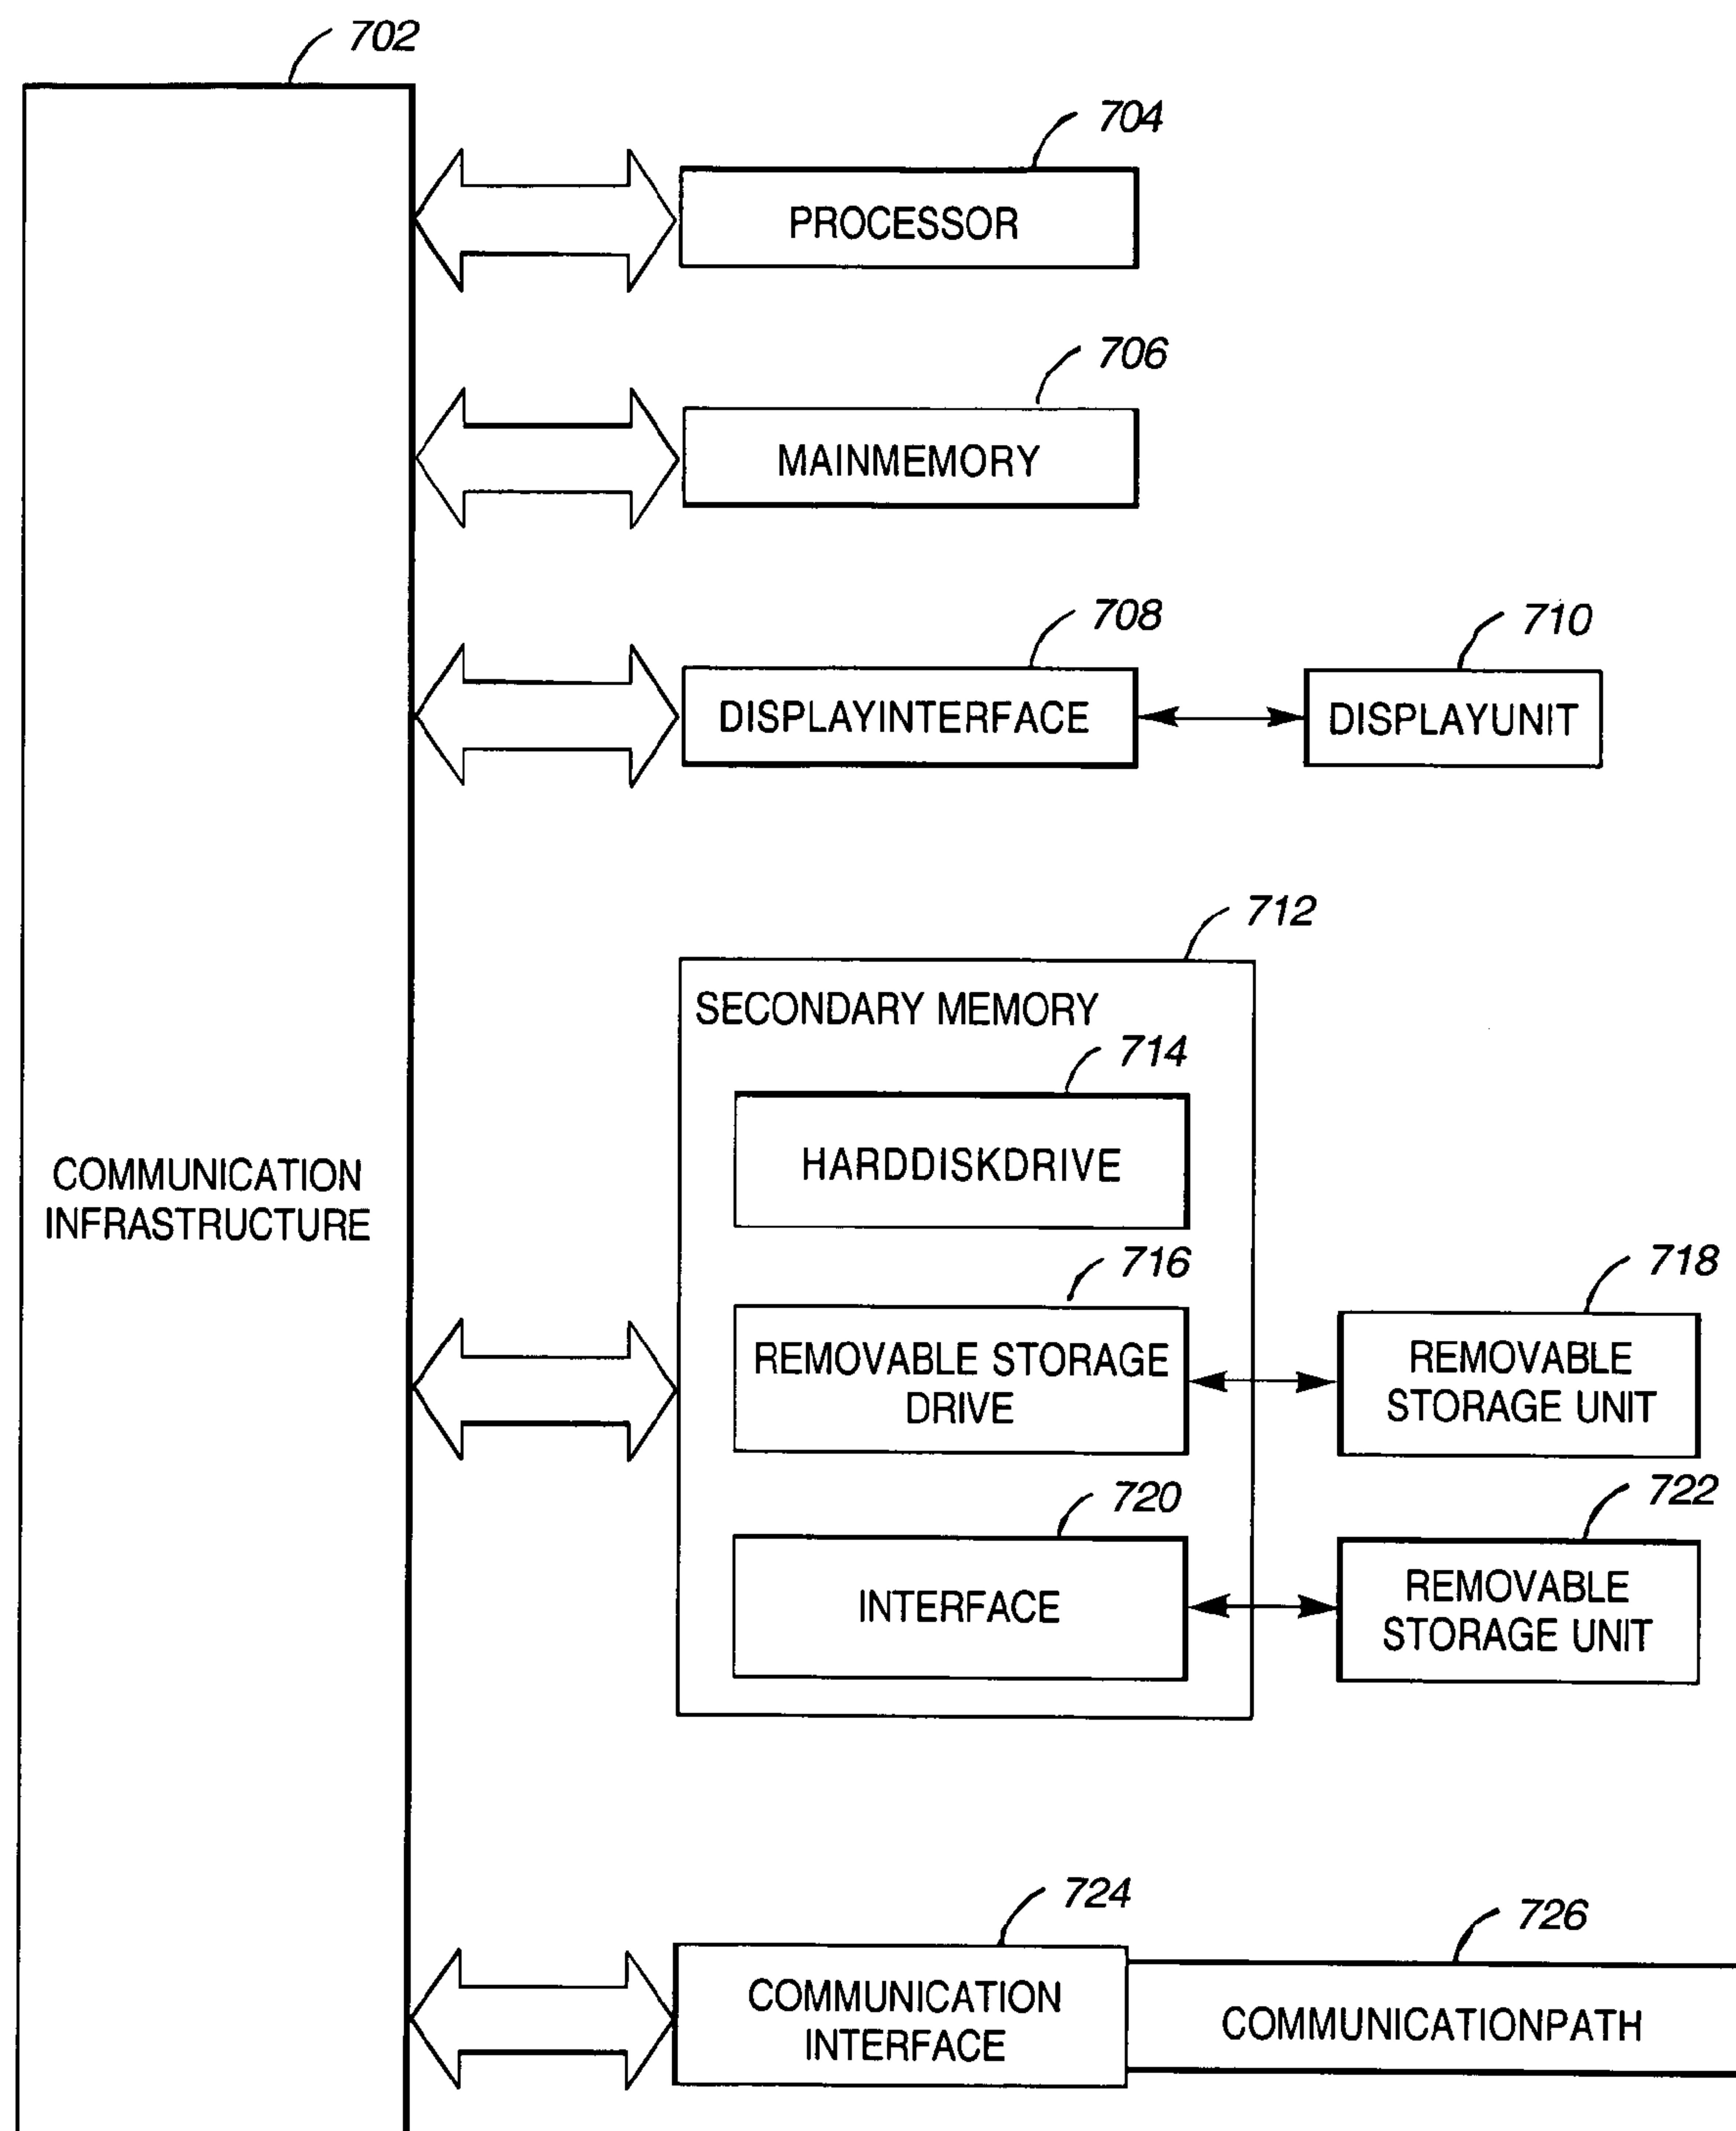 702
704
PROCESSOR
706
MAINMEMORY
708
DISPLAYINTERFACE
710
DISPLAYUNIT
712
SECONDARY MEMORY
714
HARDDISKDRIVE
COMMUNICATION
INFRASTRUCTURE
716
REMOVABLE STORAGE
DRIVE
718
REMOVABLE
STORAGE UNIT
720
INTERFACE
722
REMOVABLE
STORAGE UNIT
724
COMMUNICATION
INTERFACE
726
COMMUNICATIONPATH